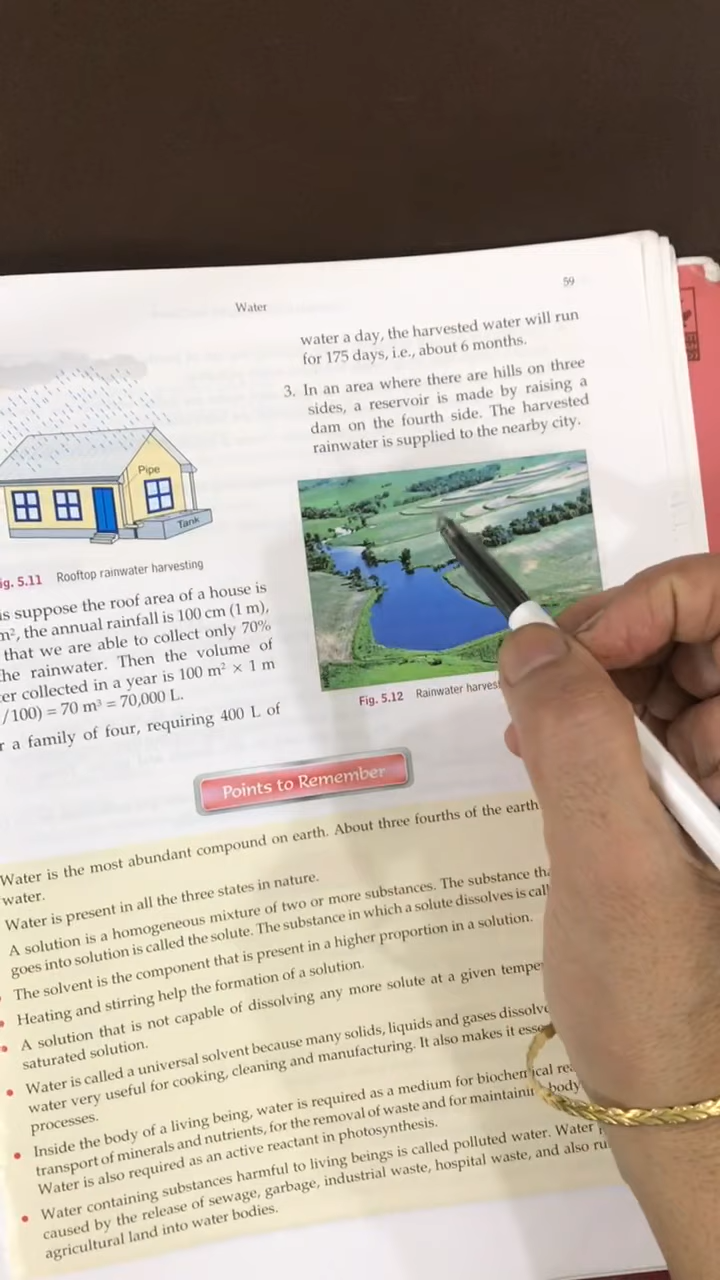 Water
59
Pipe
Tank
ig. 5.11 Rooftop rainwater harvesting
suppose the roof area of a house is
the annual rainfall is 100 cm (1 m),
that we are able to collect only 70%
he rainwater. Then the volume of
er collected in a year is 100 m² × 1 m
/100) = 70 m³ = 70,000 L.
r a family of four, requiring 400 L of
water a day, the harvested water will run
for 175 days, i.e., about 6 months.
3. In an area where there are hills on three
sides, a reservoir is made by raising a
dam on the fourth side. The harvested
rainwater is supplied to the nearby city.
Fig. 5.12 Rainwater harves
Points to Remember
Water is the most abundant compound on earth. About three fourths of the earth
water.
Water is present in all the three states in nature.
A solution is a homogeneous mixture of two or more substances. The substance tha
goes into solution is called the solute. The substance in which a solute dissolves is call
• The solvent is the component that is present in a higher proportion in a solution.
• Heating and stirring help the formation of a solution.
• A solution that is not capable of dissolving any more solute at a given temper
saturated solution.
• Water is called a universal solvent because many solids, liquids and gases dissolve
water very useful for cooking, cleaning and manufacturing. It also makes it esse
processes.
• Inside the body of a living being, water is required as a medium for biochemical rea
transport of minerals and nutrients, for the removal of waste and for maintainin body
Water is also required as an active reactant in photosynthesis.
• Water containing substances harmful to living beings is called polluted water. Water
caused by the release of sewage, garbage, industrial waste, hospital waste, and also ru
agricultural land into water bodies.